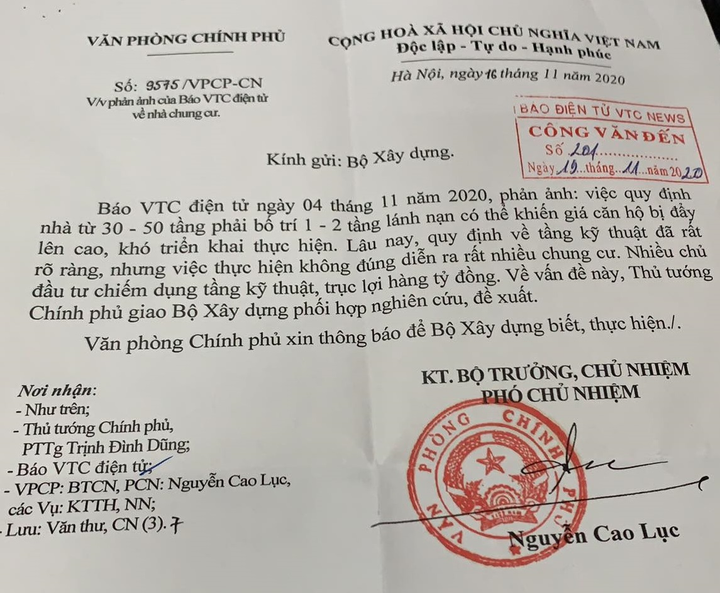 VĂN PHÒNG CHÍNH PHỦ
CỘNG HOÀ XÃ HỘI CHỦ NGHĨA VIỆT NAM
Độc lập - Tự do - Hạnh phúc
Số: 9575/VPCP-CN
V/v phản ảnh của Báo VTC điện tử
về nhà chung cư.
Hà Nội, ngày 16 tháng 11 năm 2020
BÁO ĐIỆN TỬ VTC NEWS
CÔNG VĂN ĐẾN
Số 201
Ngày 19 tháng 11 năm 2020
Kính gửi: Bộ Xây dựng.
Báo VTC điện tử ngày 04 tháng 11 năm 2020, phản ảnh: việc quy định
nhà từ 30 - 50 tầng phải bố trí 1 - 2 tầng lánh nạn có thể khiến giá căn hộ bị đẩy
lên cao, khó triển khai thực hiện. Lâu nay, quy định về tầng kỹ thuật đã rất
rõ ràng, nhưng việc thực hiện không đúng diễn ra rất nhiều chung cư. Nhiều chủ
đầu tư chiếm dụng tầng kỹ thuật, trục lợi hàng tỷ đồng. Về vấn đề này, Thủ tướng
Chính phủ giao Bộ Xây dựng phối hợp nghiên cứu, đề xuất.
Văn phòng Chính phủ xin thông báo để Bộ Xây dựng biết, thực hiện./.
Nơi nhận:
- Như trên;
- Thủ tướng Chính phủ,
PTTg Trịnh Đình Dũng;
- Báo VTC điện tử;
- VPCP: BTCN, PCN: Nguyễn Cao Lục,
các Vụ: KTTH, NN;
- Lưu: Văn thư, CN (3). 7
KT. BỘ TRƯỞNG, CHỦ NHIỆM
PHÓ CHỦ NHIỆM
VĂN PHÒNG CHÍNH PHỦ
Nguyễn Cao Lục